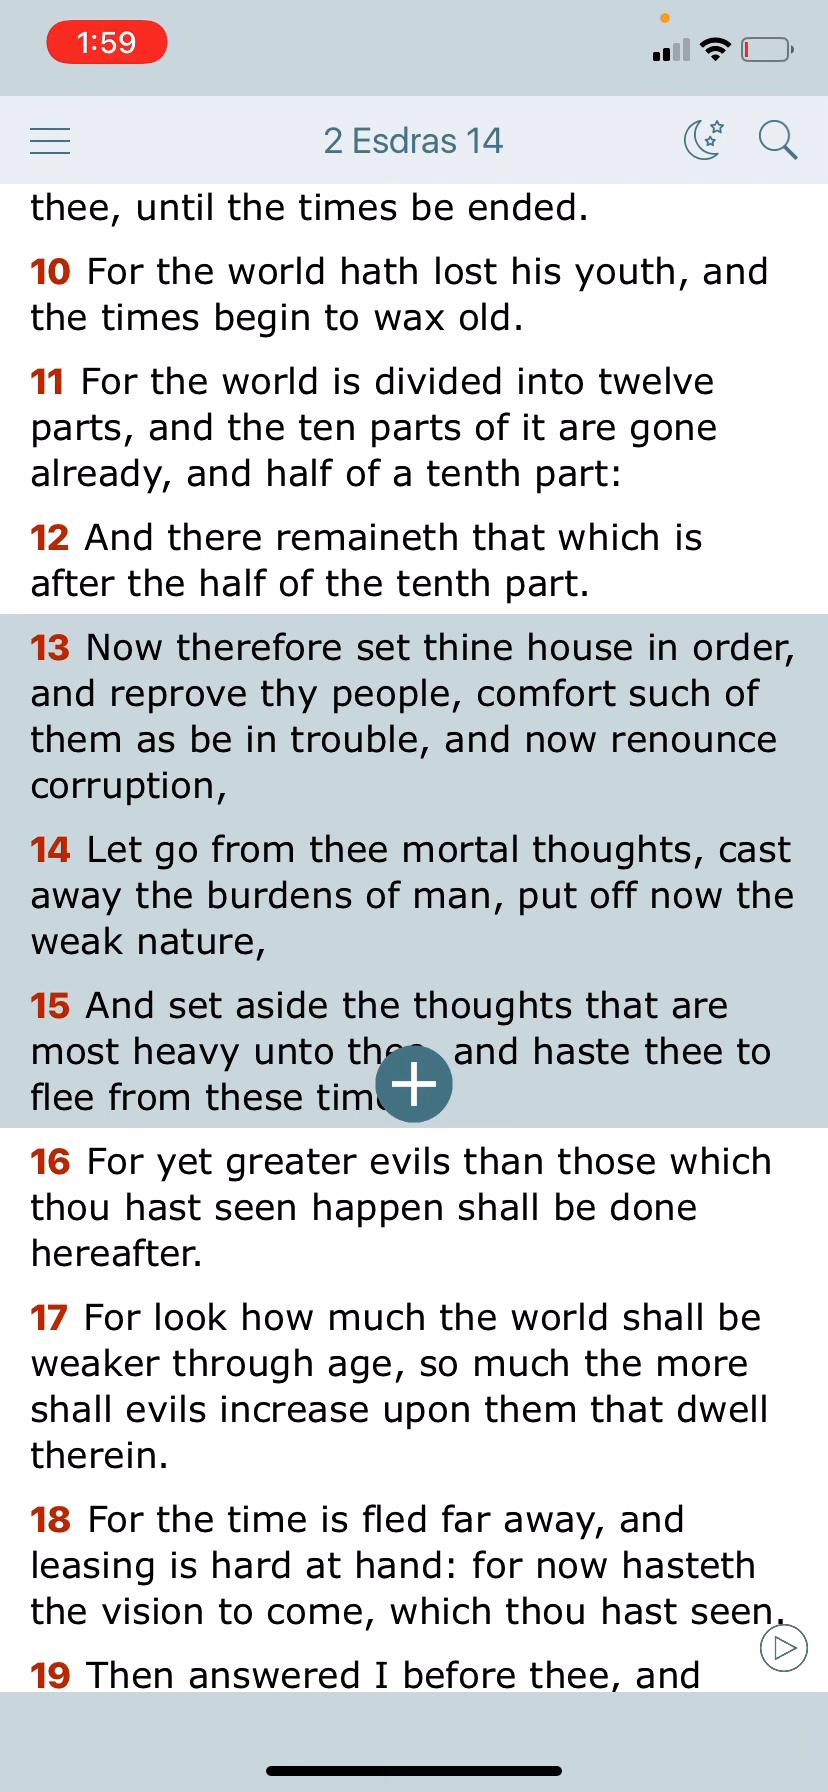 1:59
2 Esdras 14
thee, until the times be ended.
10 For the world hath lost his youth, and
the times begin to wax old.
11 For the world is divided into twelve
parts, and the ten parts of it are gone
already, and half of a tenth part:
12 And there remaineth that which is
after the half of the tenth part.
13 Now therefore set thine house in order,
and reprove thy people, comfort such of
them as be in trouble, and now renounce
corruption,
14 Let go from thee mortal thoughts, cast
away the burdens of man, put off now the
weak nature,
15 And set aside the thoughts that are
most heavy unto and haste thee to
flee from these
16 For yet greater evils than those which
thou hast seen happen shall be done
hereafter.
17 For look how much the world shall be
weaker through age, so much the more
shall evils increase upon them that dwell
therein.
18 For the time is fled far away, and
leasing is hard at hand: for now hasteth
the vision to come, which thou hast seen.
19 Then answered I before thee, and